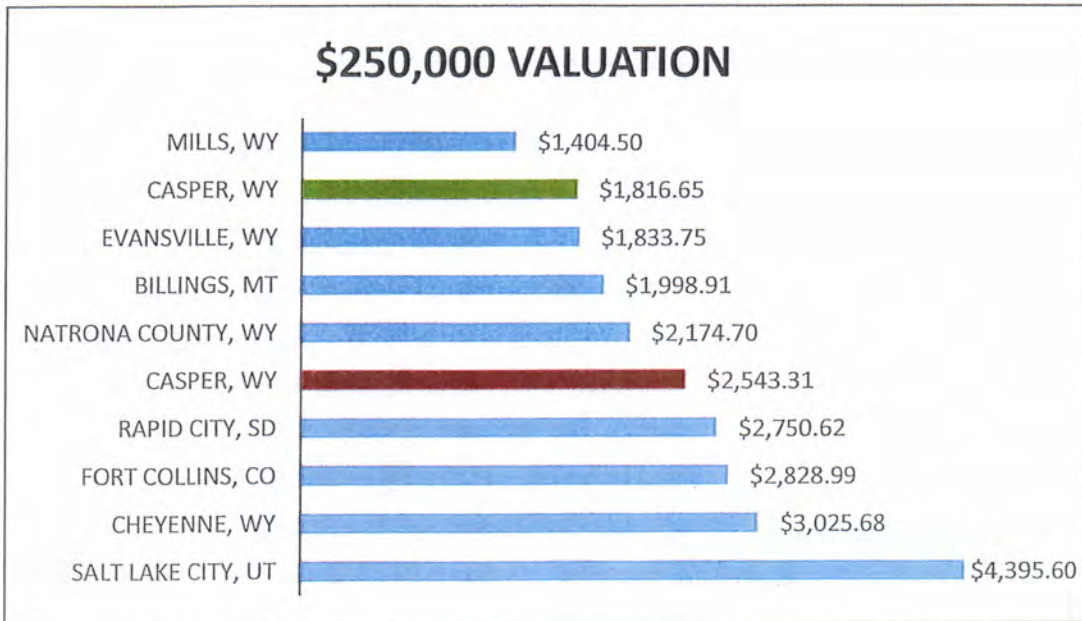 $250,000 VALUATION
MILLS, WY $1,404.50
CASPER, WY $1,816.65
EVANSVILLE, WY $1,833.75
BILLINGS, MT $1,998.91
NATRONA COUNTY, WY $2,174.70
CASPER, WY $2,543.31
RAPID CITY, SD $2,750.62
FORT COLLINS, CO $2,828.99
CHEYENNE, WY $3,025.68
SALT LAKE CITY, UT $4,395.60